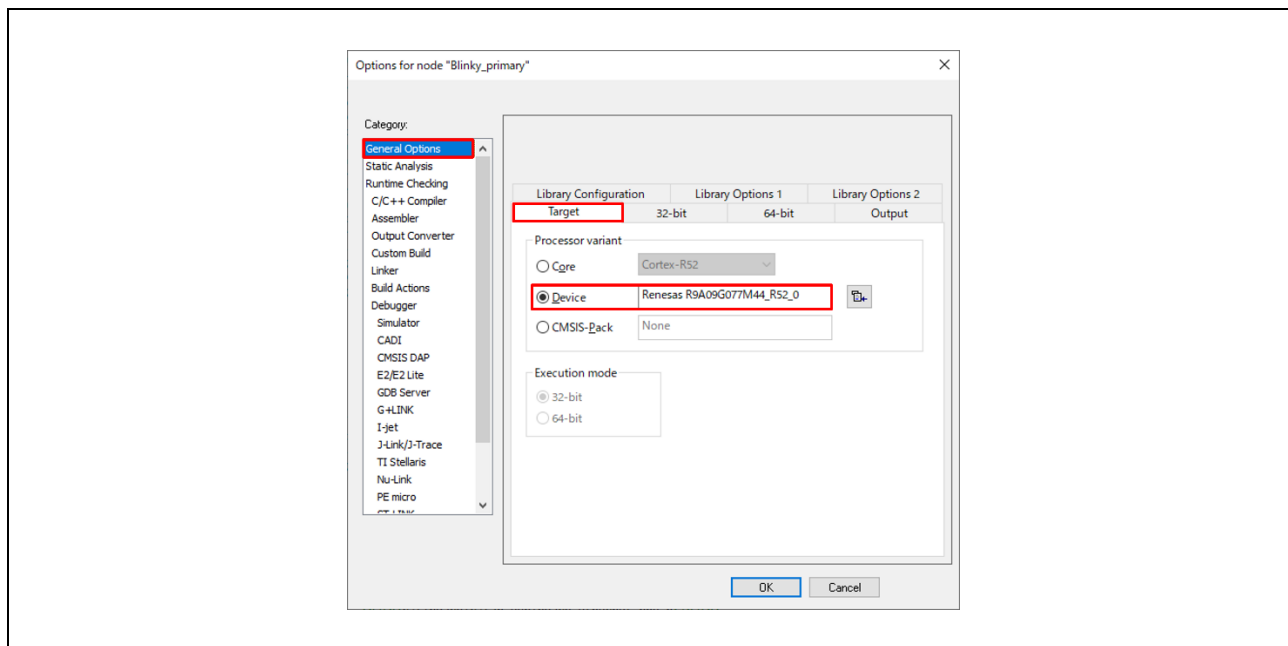 Options for node "Blinky_primary"
Category:
General Options
Static Analysis
Runtime Checking
C/C++ Compiler
Assembler
Output Converter
Custom Build
Linker
Build Actions
Debugger
Simulator
CADI
CMSIS DAP
E2/E2 Lite
GDB Server
G+LINK
I-jet
J-Link/J-Trace
TI Stellaris
Nu-Link
PE micro
ST-LINK
Library Configuration Library Options 1 Library Options 2
Target 32-bit 64-bit Output
Processor variant
Core Cortex-R52
Device Renesas R9A09G077M44_R52_0
CMSIS-Pack None
Execution mode
32-bit
64-bit
OK Cancel